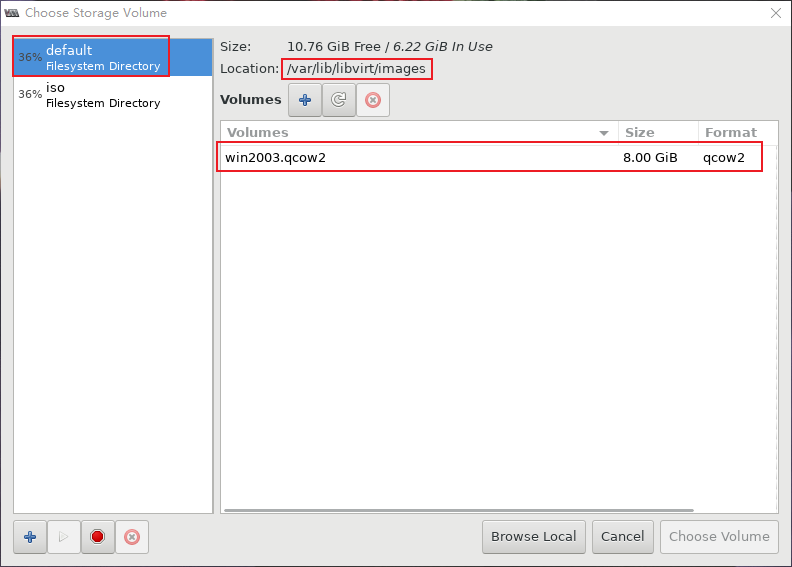 Choose Storage Volume
36% default
Filesystem Directory
36% iso
Filesystem Directory
Size: 10.76 GiB Free / 6.22 GiB In Use
Location: /var/lib/libvirt/images
Volumes
Volumes Size Format
win2003.qcow2 8.00 GiB qcow2
Browse Local Cancel Choose Volume